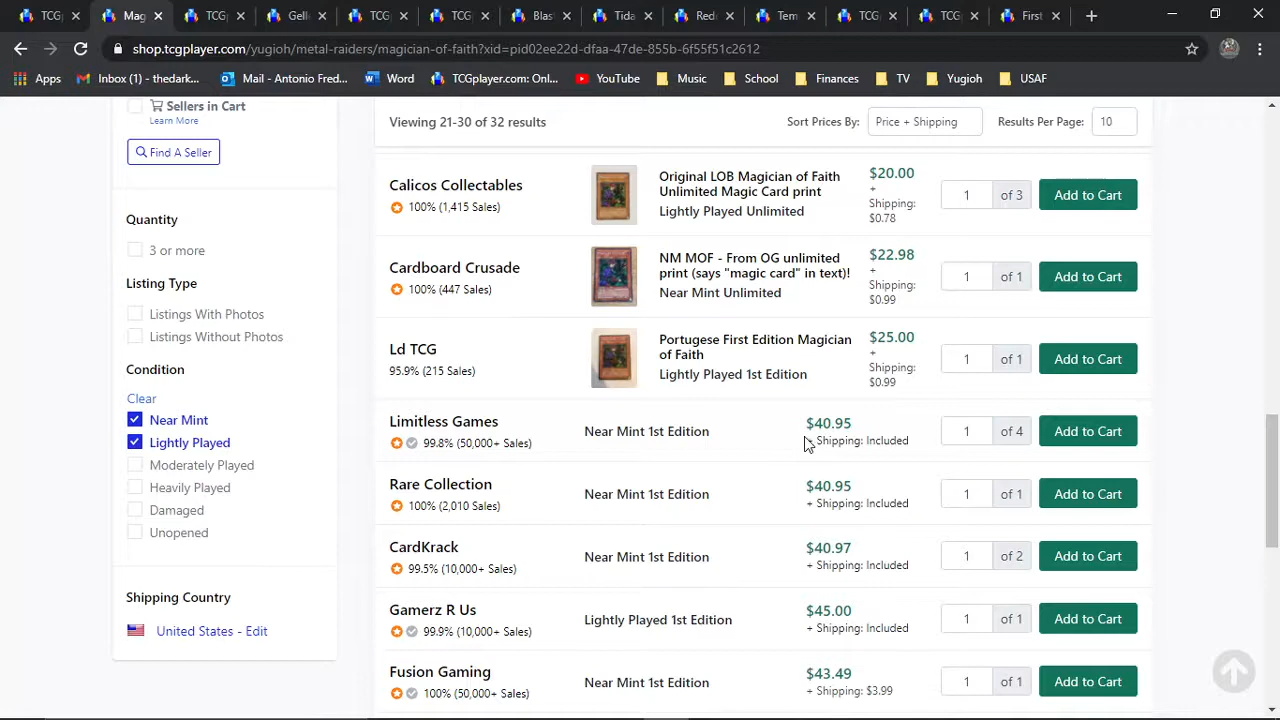 TCG
Mag
TCG
Gelle
TCG
TCG
Blas
Tida
Red
Tem
TCG
TCG
First
shop.tcgplayer.com/yugioh/metal-raiders/magician-of-faith?xid=pid02ee22d-dfaa-47de-855b-6f55f51c2612
Apps
Inbox (1) - thedark...
Mail - Antonio Fred...
Word
TCGplayer.com: Onl...
YouTube
Music
School
Finances
TV
Yugioh
USAF
Sellers in Cart
Learn More
Find A Seller
Quantity
3 or more
Listing Type
Listings With Photos
Listings Without Photos
Condition
Clear
Near Mint
Lightly Played
Moderately Played
Heavily Played
Damaged
Unopened
Shipping Country
United States - Edit
Viewing 21-30 of 32 results
Sort Prices By: Price + Shipping
Results Per Page: 10
Calicos Collectables
100% (1,415 Sales)
Original LOB Magician of Faith
Unlimited Magic Card print
Lightly Played Unlimited
$20.00
+
Shipping:
$0.78
1 of 3
Add to Cart
Cardboard Crusade
100% (447 Sales)
NM MOF - From OG unlimited
print (says "magic card" in text)!
Near Mint Unlimited
$22.98
+
Shipping:
$0.99
1 of 1
Add to Cart
Ld TCG
95.9% (215 Sales)
Portugese First Edition Magician
of Faith
Lightly Played 1st Edition
$25.00
+
Shipping:
$0.99
1 of 1
Add to Cart
Limitless Games
99.8% (50,000+ Sales)
Near Mint 1st Edition
$40.95
+ Shipping: Included
1 of 4
Add to Cart
Rare Collection
100% (2,010 Sales)
Near Mint 1st Edition
$40.95
+ Shipping: Included
1 of 1
Add to Cart
CardKrack
99.5% (10,000+ Sales)
Near Mint 1st Edition
$40.97
+ Shipping: Included
1 of 2
Add to Cart
Gamerz R Us
99.9% (10,000+ Sales)
Lightly Played 1st Edition
$45.00
+ Shipping: Included
1 of 1
Add to Cart
Fusion Gaming
100% (50,000+ Sales)
Near Mint 1st Edition
$43.49
+ Shipping: $3.99
1 of 1
Add to Cart